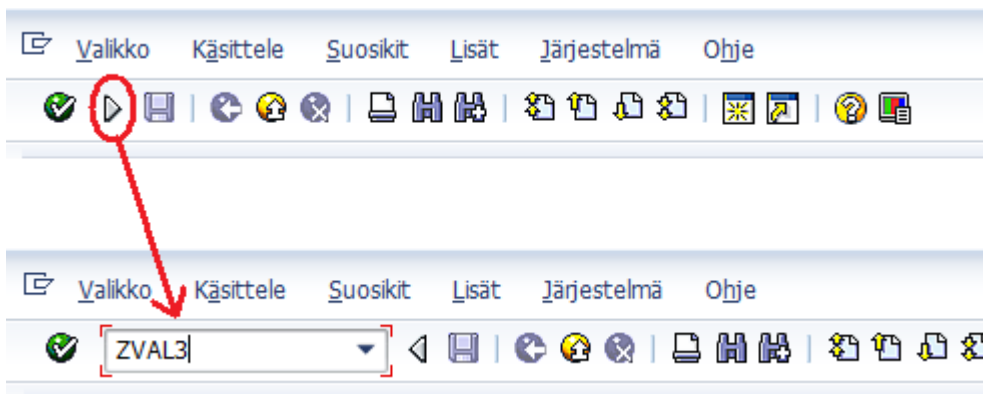 Valikko Käsittele Suosikit Lisät Järjestelmä Ohje
Valikko Käsittele Suosikit Lisät Järjestelmä Ohje
ZVAL3